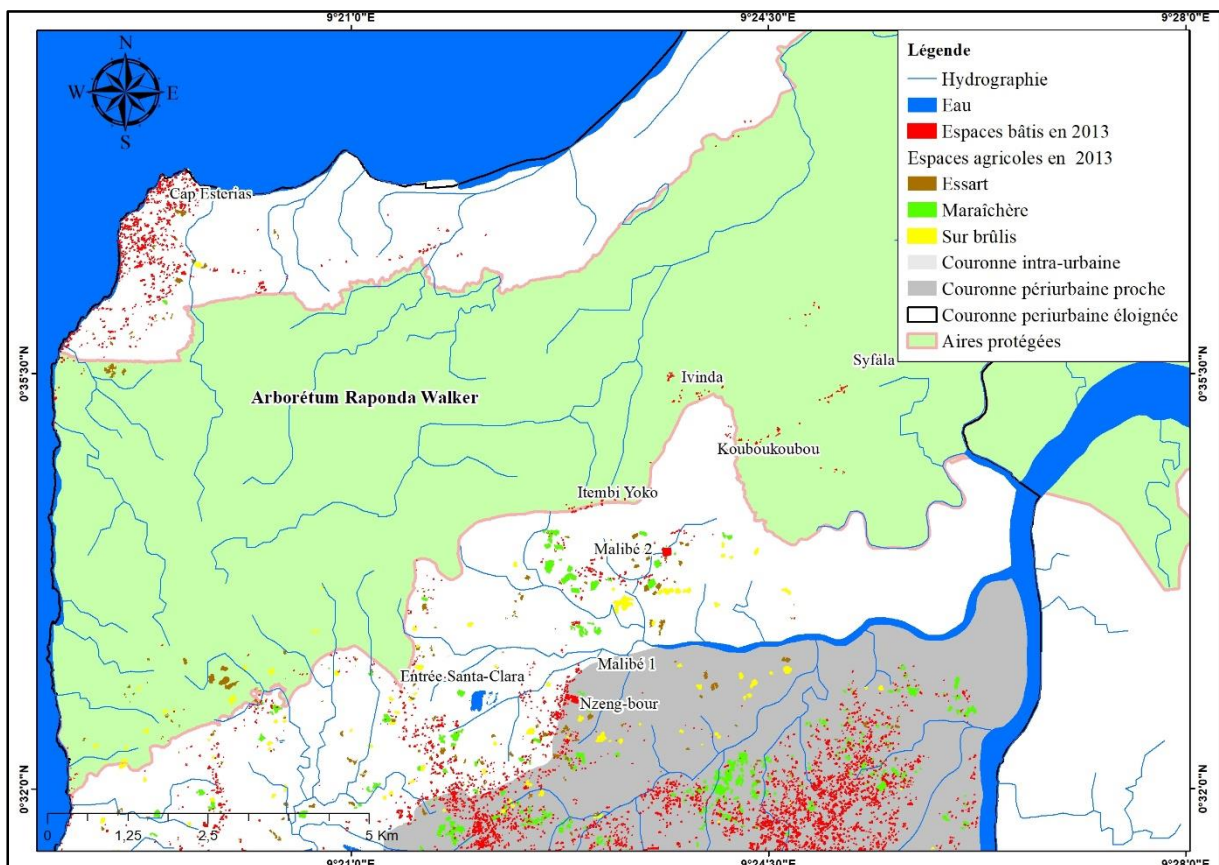 9°21'0"E 9°24'30"E 9°28'0"E
N
W E
S
Légende
Hydrographie
Eau
Espaces bâtis en 2013
Espaces agricoles en 2013
Essart
Maraîchère
Sur brûlis
Couronne intra-urbaine
Couronne périurbaine proche
Couronne periurbaine éloignée
Aires protégées
Cap Esterias
0°35'30"N 0°35'30"N
Syfala
Ivinda
Arborétum Raponda Walker
Kouboukoubou
Itembi Yoko
Malibé 2
Malibé 1
Entrée Santa-Clara
Nzeng-bour
0°32'0"N 0°32'0"N
0 1,25 2,5 5 Km
9°21'0"E 9°24'30"E 9°28'0"E